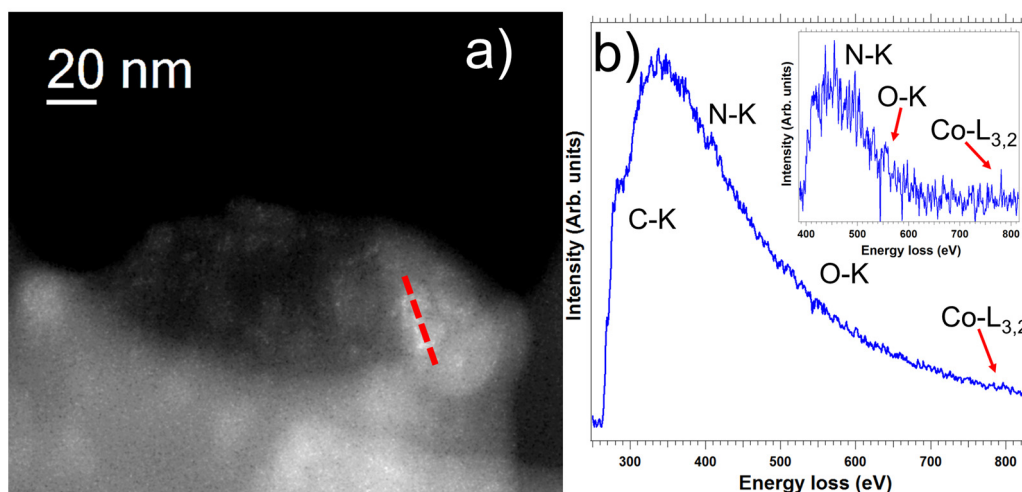 a)
20 nm
b)
Intensity (Arb. units)
C-K
N-K
O-K
Co-L3,2
300 400 500 600 700 800
Energy loss (eV)
Intensity (Arb. units)
N-K
O-K
Co-L3,2
400 500 600 700 800
Energy loss (eV)